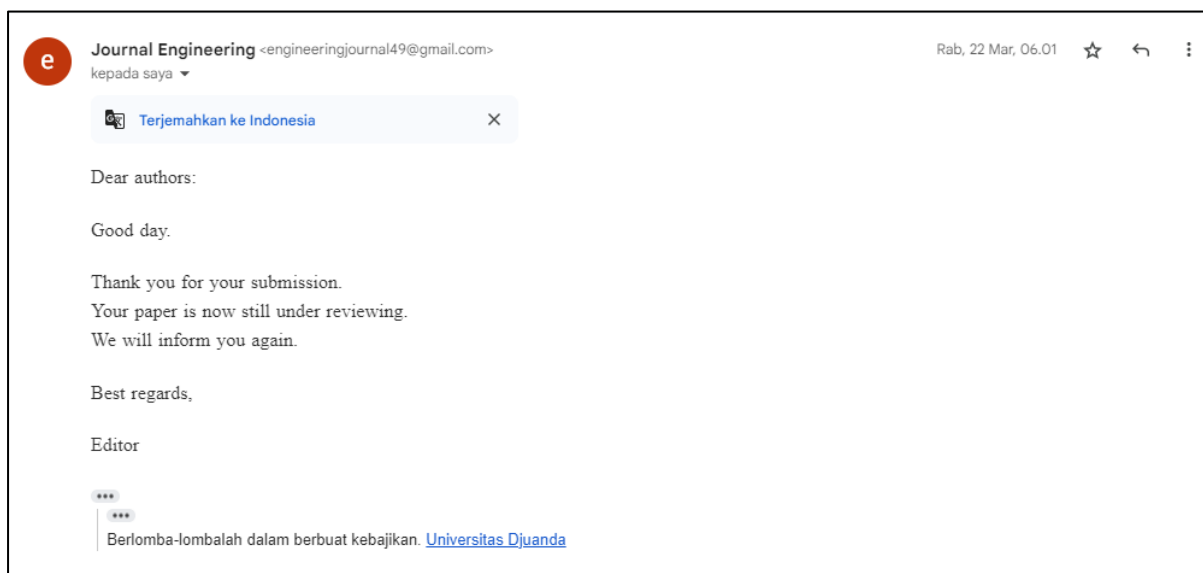 e
Journal Engineering <engineeringjournal49@gmail.com>
Rab, 22 Mar, 06.01
kepada saya
Terjemahkan ke Indonesia
Dear authors:
Good day.
Thank you for your submission.
Your paper is now still under reviewing.
We will inform you again.
Best regards,
Editor
Berlomba-lombalah dalam berbuat kebajikan. Universitas Djuanda